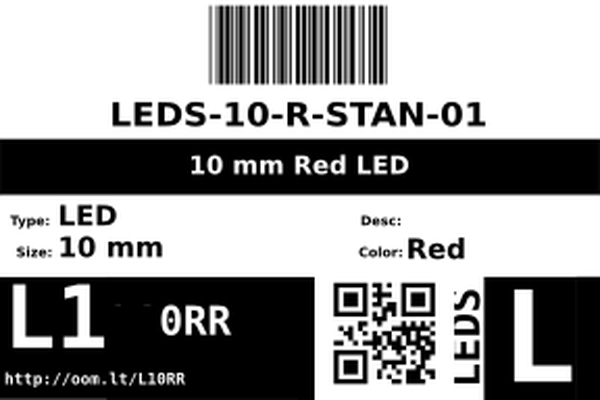 LEDS-10-R-STAN-01
10 mm Red LED
Type: LED
Desc:
Size: 10 mm
Color: Red
L1 0RR
http://oom.lt/L10RR
LEDS
L